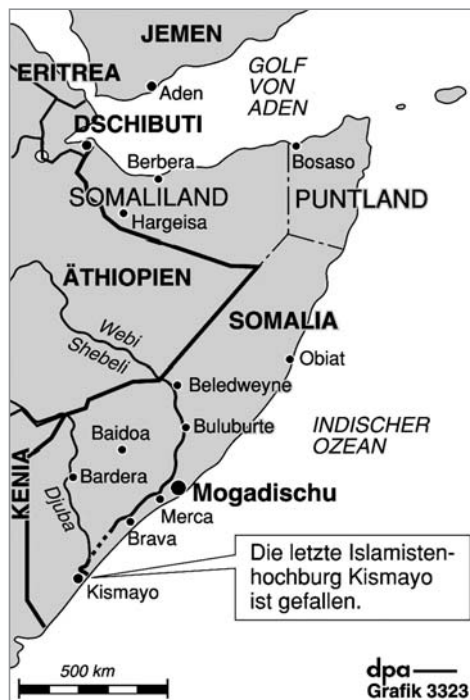 JEMEN
ERITREA
GOLF
VON
ADEN
Aden
DSCHIBUTI
Berbera
Bosaso
SOMALILAND
PUNTLAND
Hargeisa
ÄTHIOPIEN
SOMALIA
Webi
Shebeli
Obiat
Beledweyne
INDISCHER
OZEAN
Buluburte
Baidoa
KENIA
Bardera
Djuba
Mogadischu
Merca
Brava
Die letzte Islamisten-
hochburg Kismayo
ist gefallen.
Kismayo
500 km
dpa
Grafik 3323